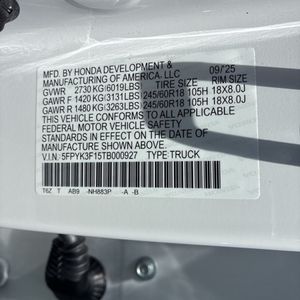 MFD. BY HONDA DEVELOPMENT & 09/25
MANUFACTURING OF AMERICA. LLC
GVWR 2730 KG(6019LBS) TIRE SIZE RIM SIZE
GAWR F 1420 KG(3131LBS) 245/60R18 105H 18X8.0J
GAWR R 1480 KG(3263LBS) 245/60R18 105H 18X8.0J
THIS VEHICLE CONFORMS TO ALL APPLICABLE
FEDERAL MOTOR VEHICLE SAFETY
STANDARDS IN EFFECT ON THE DATE OF
MANUFACTURE SHOWN ABOVE.
V.I.N.: 5FPYK3F15TB000927 TYPE:TRUCK
T6Z T AB9 -NH883P -A -B